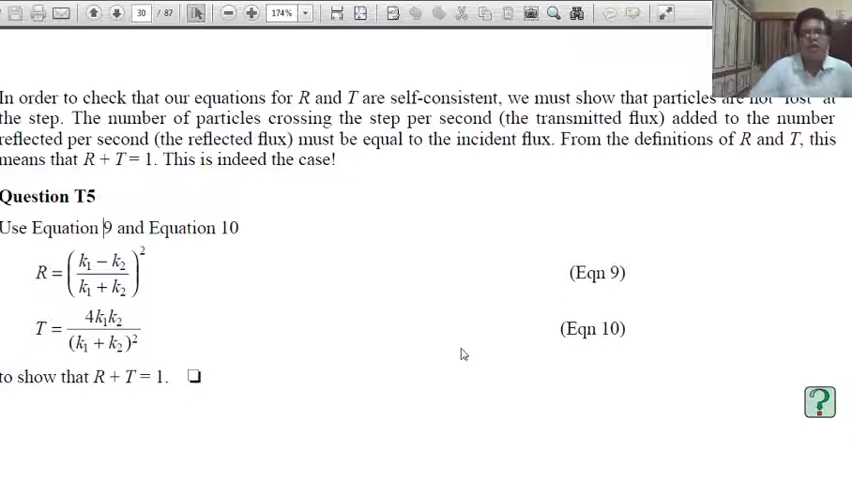 30 / 87
174%
In order to check that our equations for R and T are self-consistent, we must show that particles are not "lost" at
the step. The number of particles crossing the step per second (the transmitted flux) added to the number
reflected per second (the reflected flux) must be equal to the incident flux. From the definitions of R and T, this
means that R + T = 1. This is indeed the case!
Question T5
Use Equation 9 and Equation 10
R = ( (k₁ − k₂) / (k₁ + k₂) )² (Eqn 9)
T = 4k₁k₂ / (k₁ + k₂)² (Eqn 10)
to show that R + T = 1. ❏
?